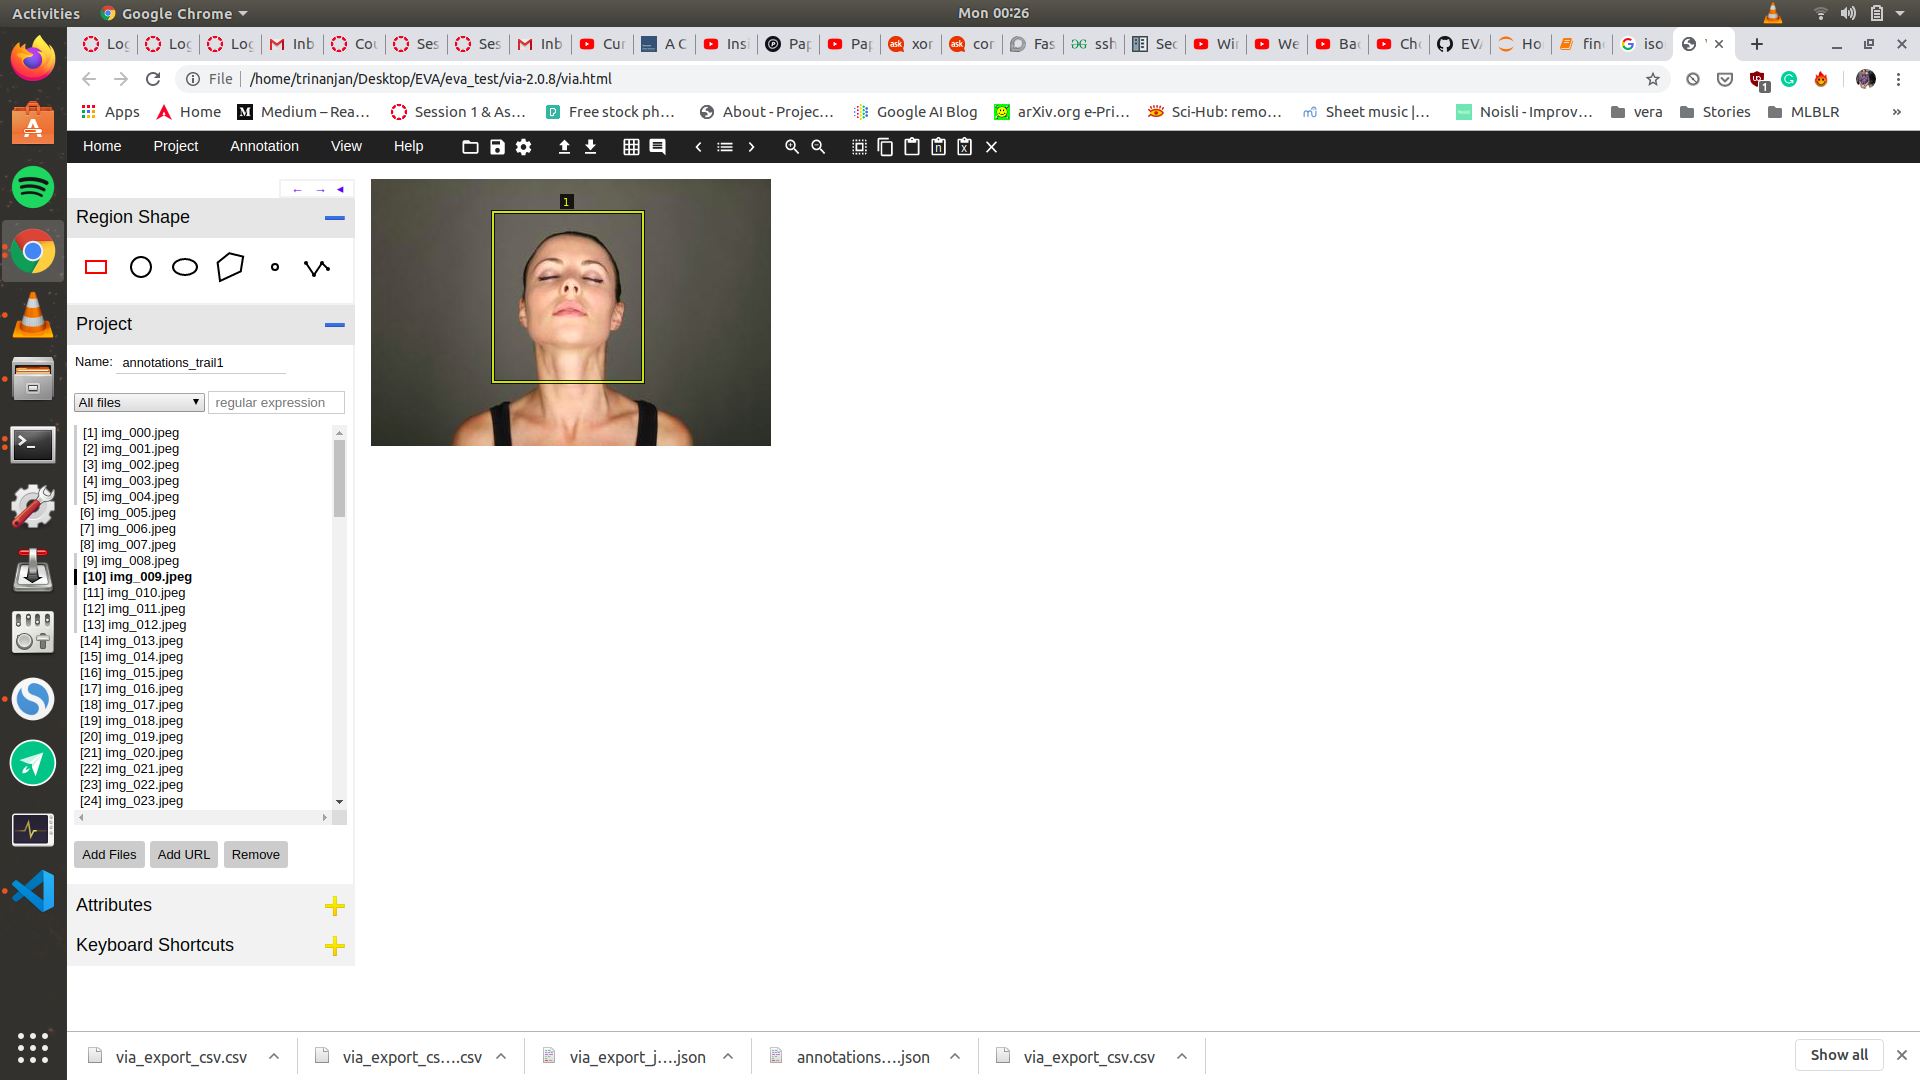 Activities Google Chrome Mon 00:26
Log Log Log Inb Cou Ses Ses Inb Cur A C Insi Pap Pap xor cor Fas ssh Sec Wir We Bac Cho EVA Ho fin iso
File /home/trinanjan/Desktop/EVA/eva_test/via-2.0.8/via.html 1
Apps Home Medium – Rea… Session 1 & As… Free stock ph… About - Projec… Google AI Blog arXiv.org e-Pri… Sci-Hub: remo… Sheet music |… Noisli - Improv… vera Stories MLBLR »
Home Project Annotation View Help
Region Shape
1
Project
Name: annotations_trail1
All files regular expression
[1] img_000.jpeg
[2] img_001.jpeg
[3] img_002.jpeg
[4] img_003.jpeg
[5] img_004.jpeg
[6] img_005.jpeg
[7] img_006.jpeg
[8] img_007.jpeg
[9] img_008.jpeg
[10] img_009.jpeg
[11] img_010.jpeg
[12] img_011.jpeg
[13] img_012.jpeg
[14] img_013.jpeg
[15] img_014.jpeg
[16] img_015.jpeg
[17] img_016.jpeg
[18] img_017.jpeg
[19] img_018.jpeg
[20] img_019.jpeg
[21] img_020.jpeg
[22] img_021.jpeg
[23] img_022.jpeg
[24] img_023.jpeg
Add Files Add URL Remove
Attributes
Keyboard Shortcuts
via_export_csv.csv via_export_cs….csv via_export_j….json annotations….json via_export_csv.csv Show all